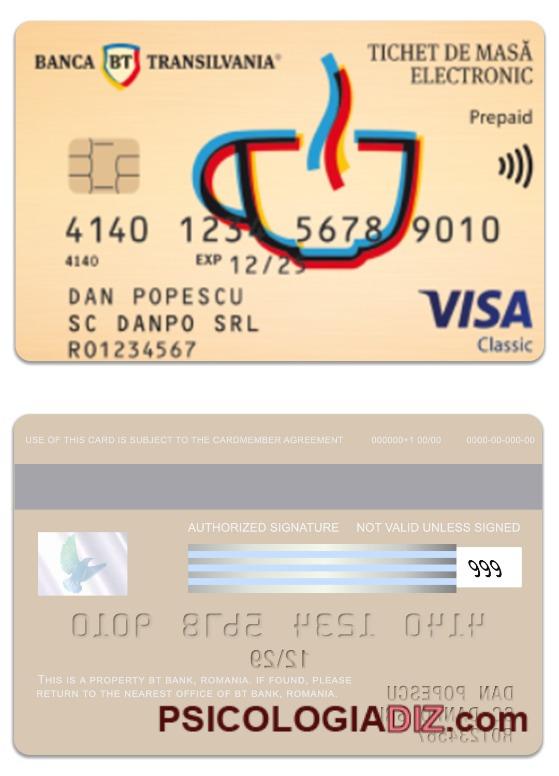 BANCA BT TRANSILVANIA®
TICHET DE MASĂ
ELECTRONIC
Prepaid
4140 1234 5678 9010
4140 EXP 12/25
DAN POPESCU
SC DANPO SRL
RO1234567
VISA
Classic
USE OF THIS CARD IS SUBJECT TO THE CARDMEMBER AGREEMENT 000000+1 00/00 0000-00-000-00
AUTHORIZED SIGNATURE NOT VALID UNLESS SIGNED
999
4140 1234 5678 9010
12/29
THIS IS A PROPERTY BT BANK, ROMANIA. IF FOUND, PLEASE
RETURN TO THE NEAREST OFFICE OF BT BANK, ROMANIA.
DAN POPESCU
SC DANPO SRL
RO1234567
PSICOLOGIADIZ.com